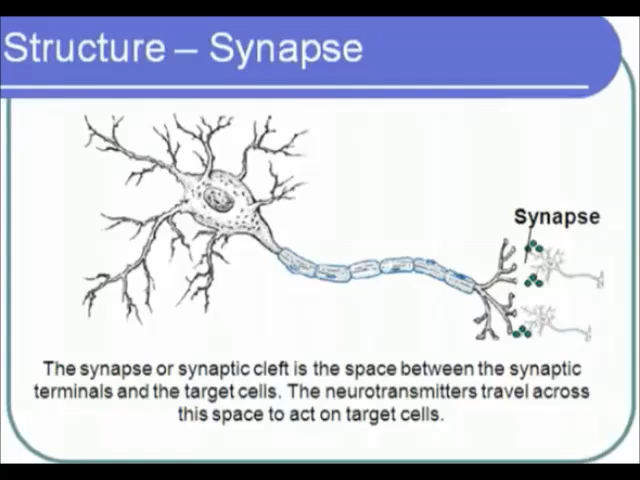 Structure – Synapse
Synapse
The synapse or synaptic cleft is the space between the synaptic
terminals and the target cells. The neurotransmitters travel across
this space to act on target cells.